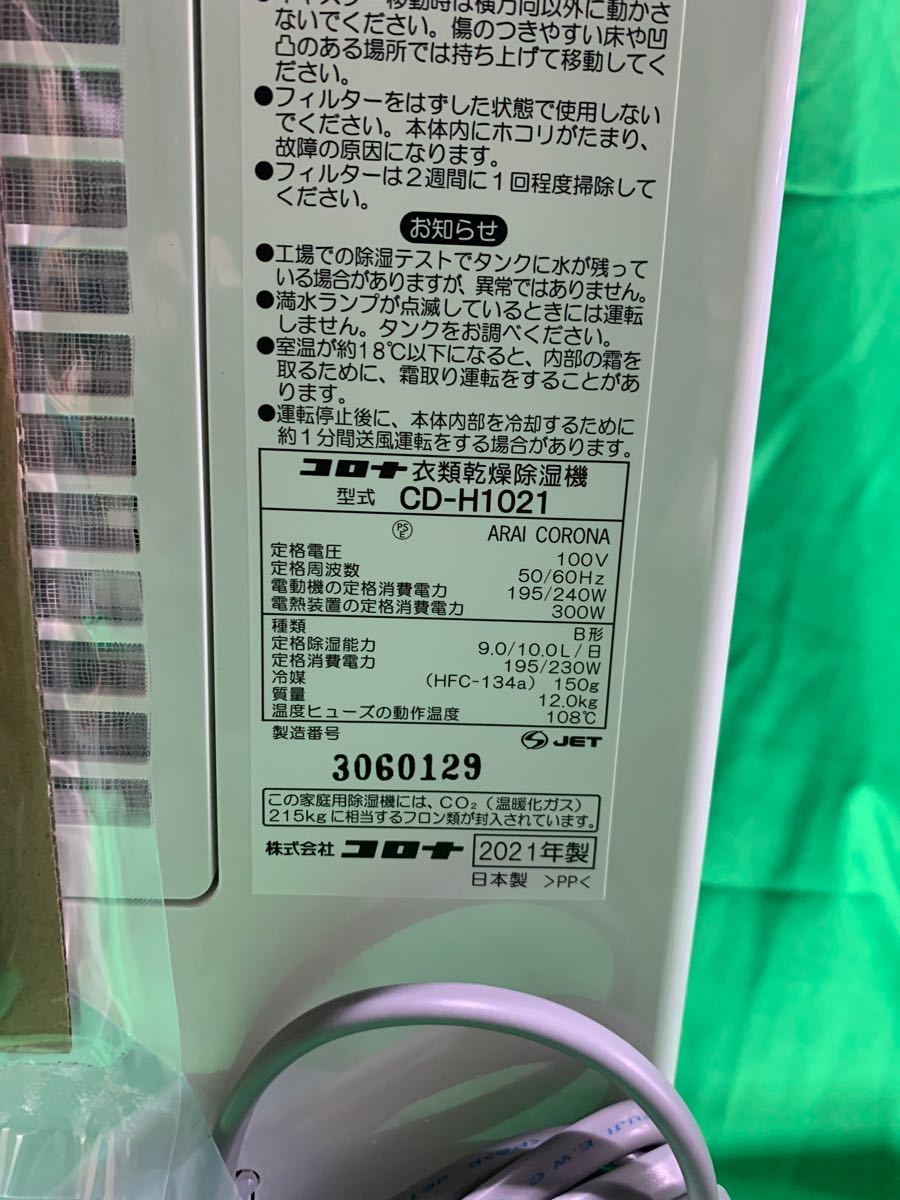 キャスター移動時は横方向以外に動かさ
ないでください。傷のつきやすい床や凹
凸のある場所では持ち上げて移動してく
ださい。
●フィルターをはずした状態で使用しない
でください。本体内にホコリがたまり、
故障の原因になります。
●フィルターは2週間に1回程度掃除して
ください。
お知らせ
●工場での除湿テストでタンクに水が残って
いる場合がありますが、異常ではありません。
●満水ランプが点滅しているときには運転
しません。タンクをお調べください。
●室温が約18℃以下になると、内部の霜を
取るために、霜取り運転をすることがあ
ります。
●運転停止後に、本体内部を冷却するために
約1分間送風運転をする場合があります。
コロナ 衣類乾燥除湿機
型式 CD-H1021
PSE ARAI CORONA
定格電圧 100V
定格周波数 50/60Hz
電動機の定格消費電力 195/240W
電熱装置の定格消費電力 300W
種類 B形
定格除湿能力 9.0/10.0L/日
定格消費電力 195/230W
冷媒 (HFC-134a) 150g
質量 12.0kg
温度ヒューズの動作温度 108℃
製造番号 JET
3060129
この家庭用除湿機には、CO₂(温暖化ガス)
215kgに相当するフロン類が封入されています。
株式会社 コロナ 2021年製
日本製 >PP<
UJI E.W.C
JET